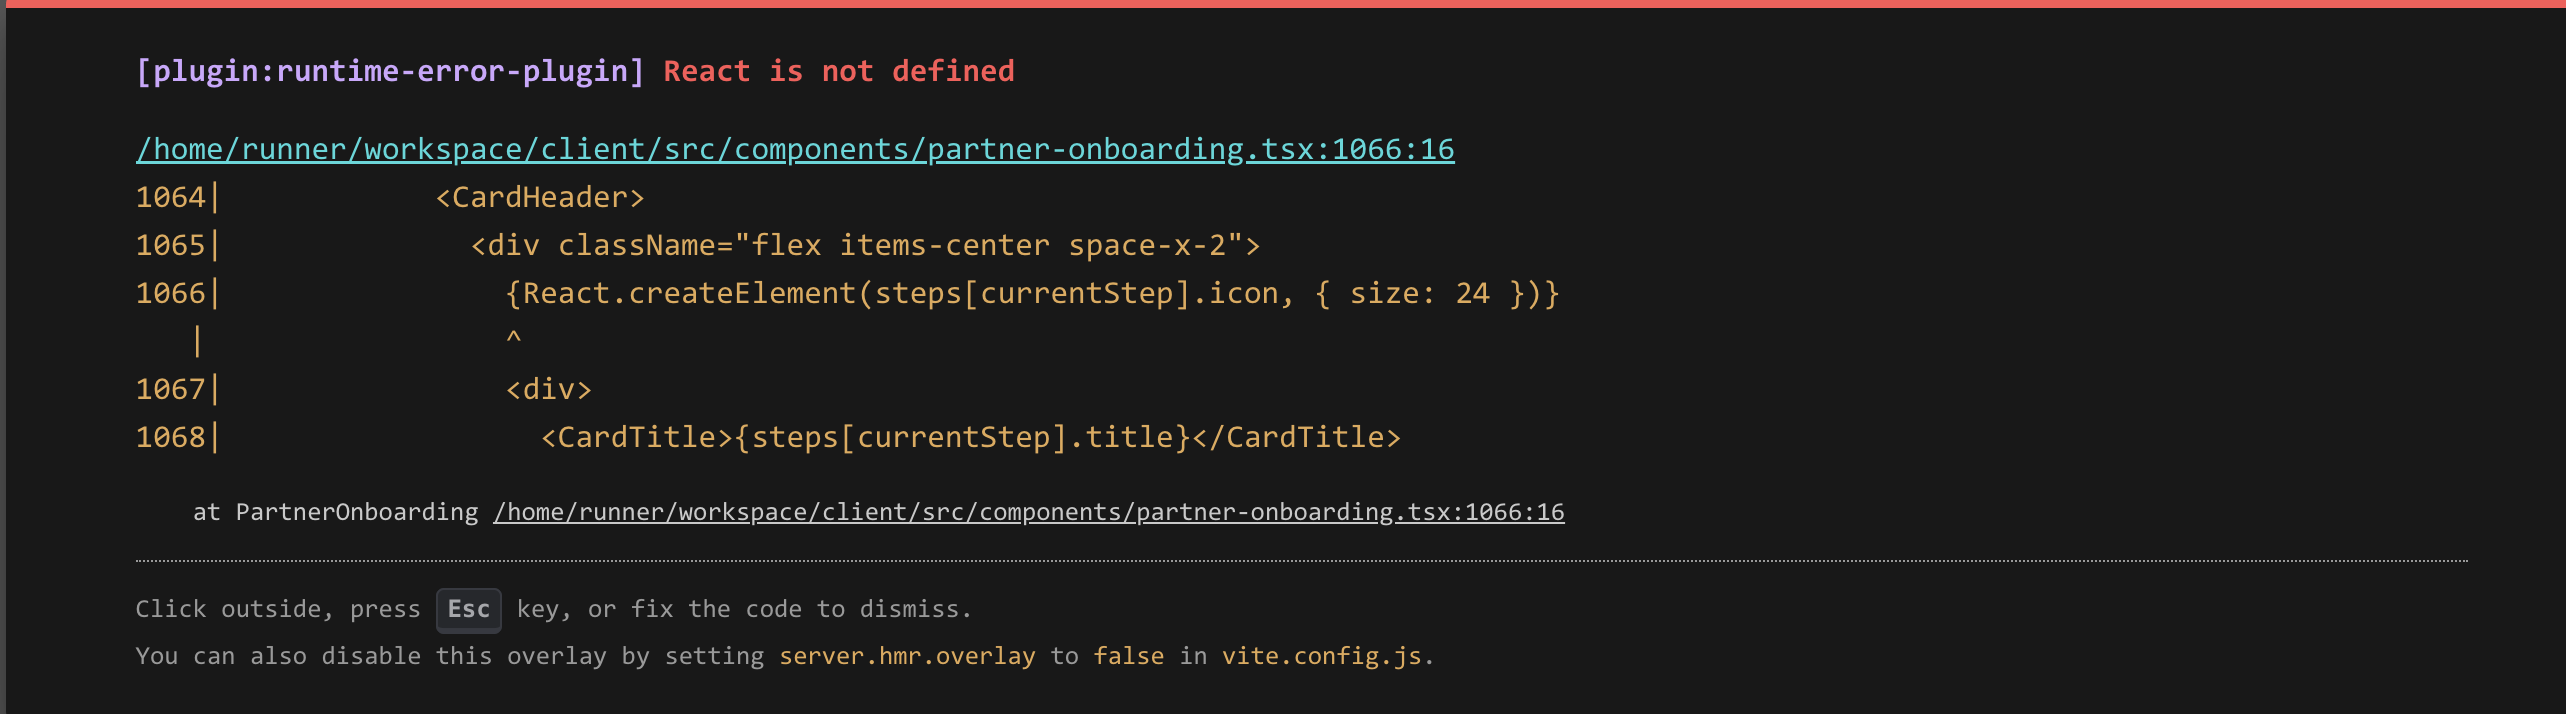 [plugin:runtime-error-plugin] React is not defined
/home/runner/workspace/client/src/components/partner-onboarding.tsx:1066:16
1064|            <CardHeader>
1065|              <div className="flex items-center space-x-2">
1066|                {React.createElement(steps[currentStep].icon, { size: 24 })}
   |                ^
1067|                <div>
1068|                  <CardTitle>{steps[currentStep].title}</CardTitle>
at PartnerOnboarding /home/runner/workspace/client/src/components/partner-onboarding.tsx:1066:16
Click outside, press Esc key, or fix the code to dismiss.
You can also disable this overlay by setting server.hmr.overlay to false in vite.config.js.